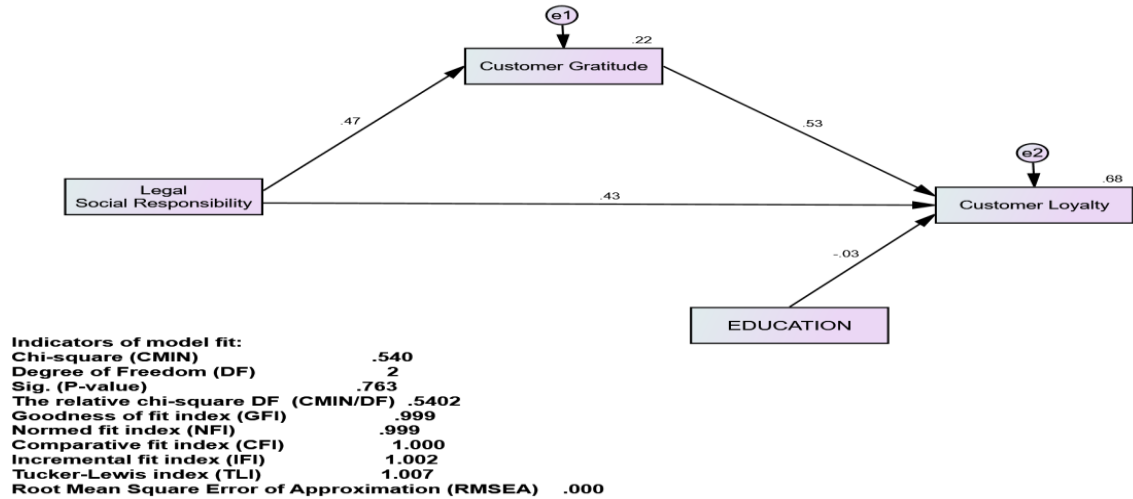 e1
.22
Customer Gratitude
.47
.53
e2
.68
Legal
Social Responsibility
.43
Customer Loyalty
-.03
EDUCATION
Indicators of model fit:
Chi-square (CMIN) .540
Degree of Freedom (DF) 2
Sig. (P-value) .763
The relative chi-square DF (CMIN/DF) .5402
Goodness of fit index (GFI) .999
Normed fit index (NFI) .999
Comparative fit index (CFI) 1.000
Incremental fit index (IFI) 1.002
Tucker-Lewis index (TLI) 1.007
Root Mean Square Error of Approximation (RMSEA) .000